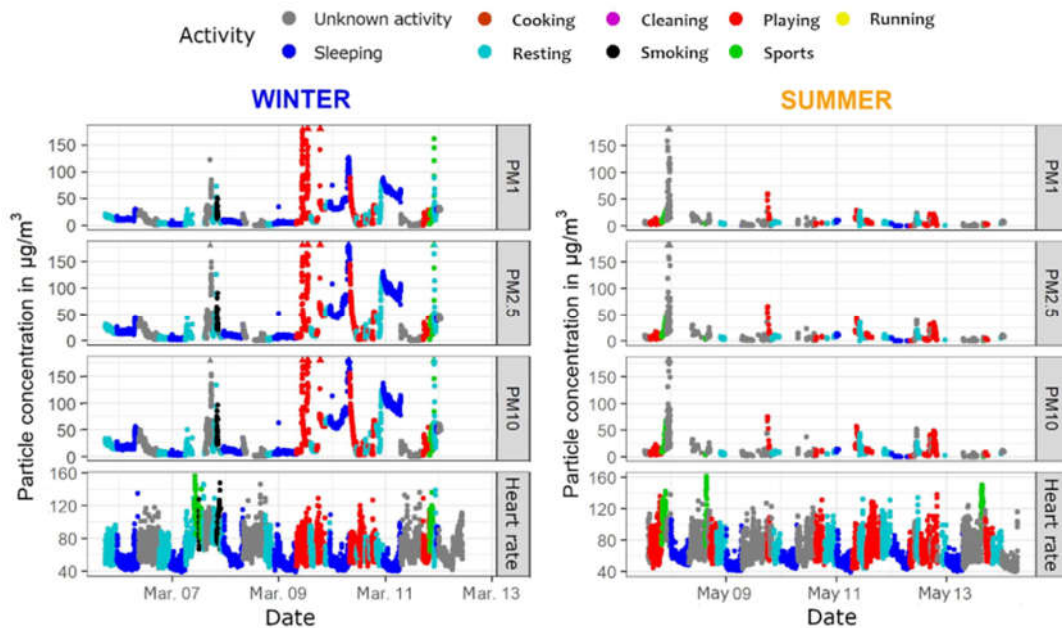 Activity
Unknown activity Cooking Cleaning Playing Running
Sleeping Resting Smoking Sports
WINTER
Particle concentration in µg/m³
150
100
50
0
PM1
150
100
50
0
PM2.5
150
100
50
0
PM10
160
120
80
40
Heart rate
Mar. 07 Mar. 09 Mar. 11 Mar. 13
Date
SUMMER
Particle concentration in µg/m³
150
100
50
0
PM1
150
100
50
0
PM2.5
150
100
50
0
PM10
160
120
80
40
Heart rate
May 09 May 11 May 13
Date